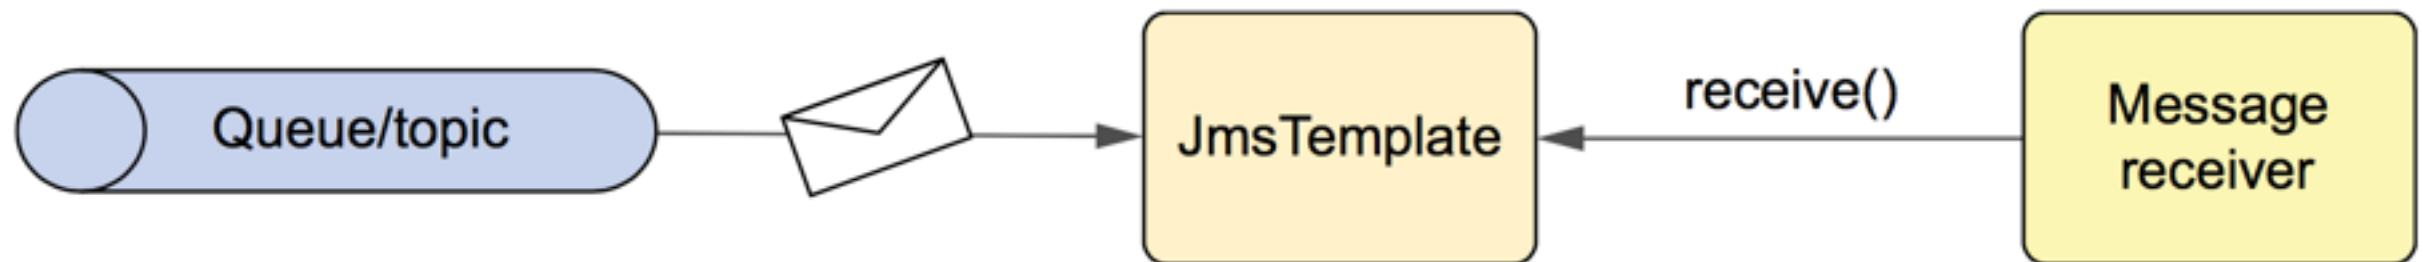 Queue/topic
JmsTemplate
receive()
Message
receiver